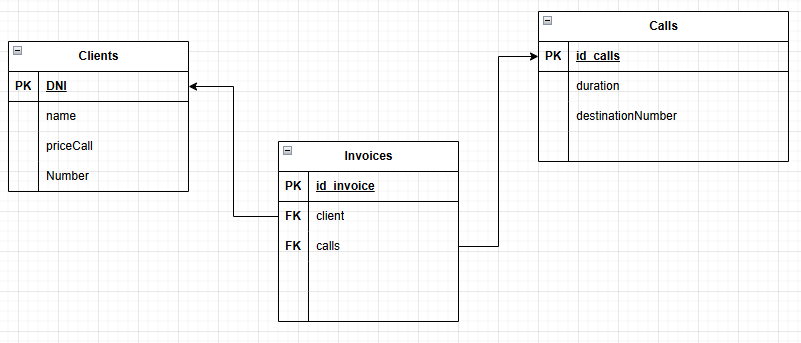 Clients
PK DNI
name
priceCall
Number
Invoices
PK id_invoice
FK client
FK calls
Calls
PK id_calls
duration
destinationNumber